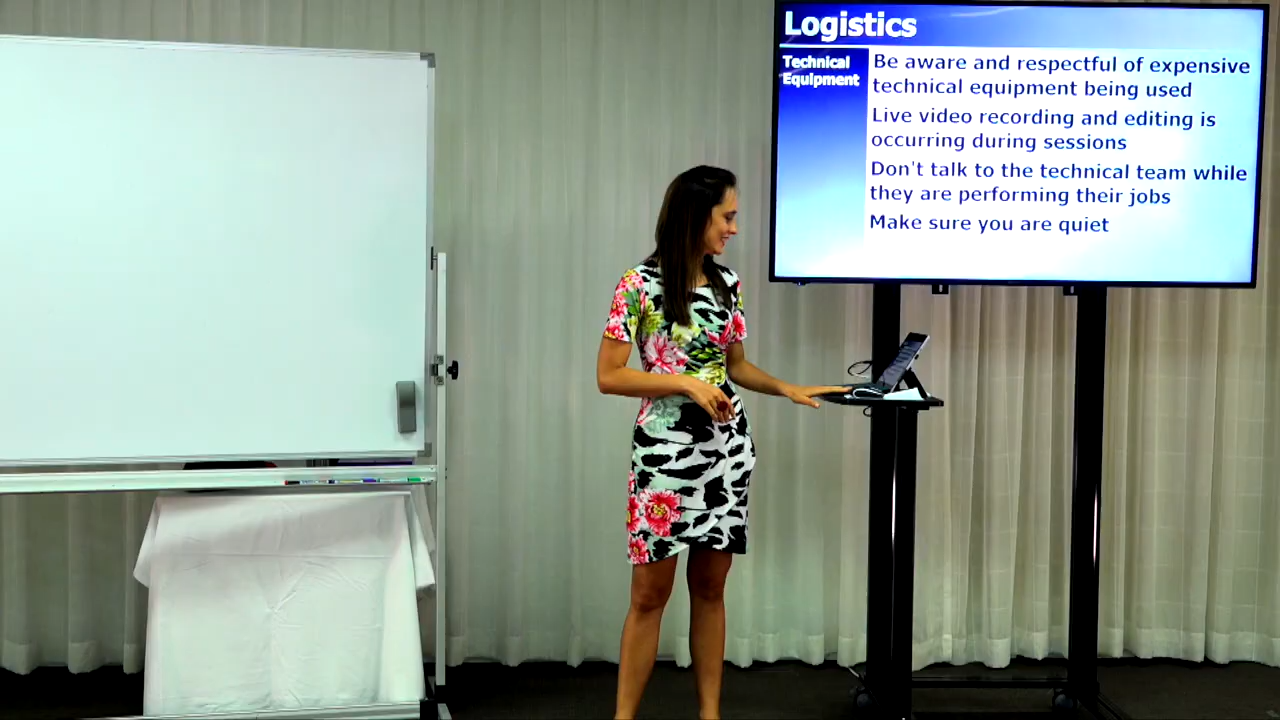 Logistics
Technical
Equipment
Be aware and respectful of expensive
technical equipment being used
Live video recording and editing is
occurring during sessions
Don't talk to the technical team while
they are performing their jobs
Make sure you are quiet